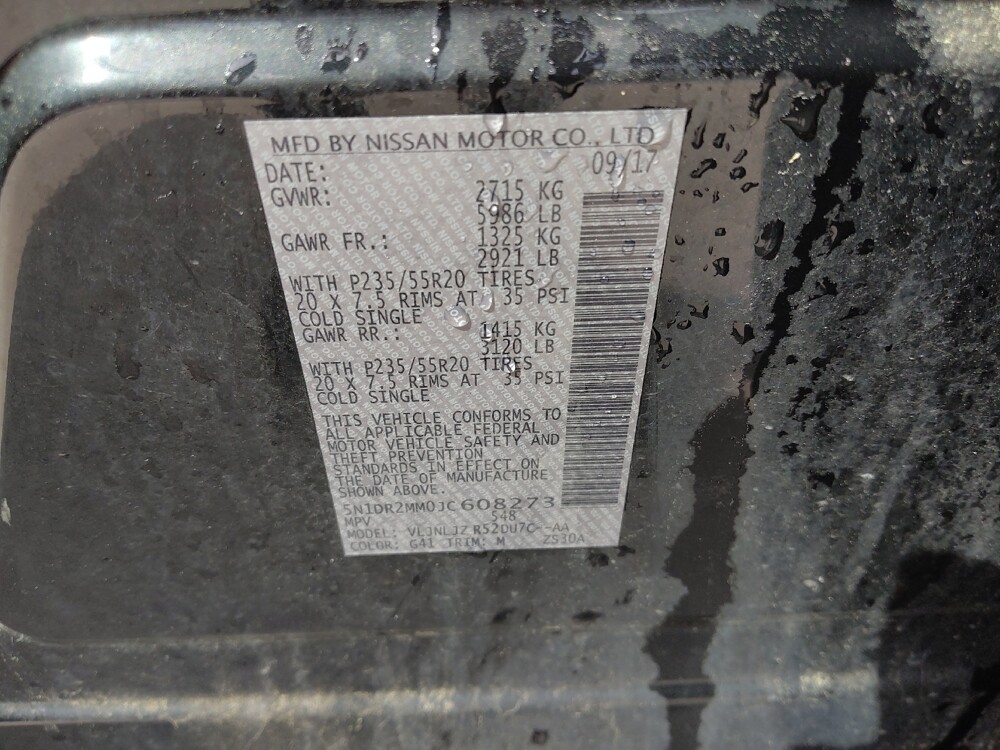 MFD BY NISSAN MOTOR CO., LTD
DATE: 09/17
GVWR: 2715 KG
5986 LB
GAWR FR.: 1325 KG
2921 LB
WITH P235/55R20 TIRES
20 X 7.5 RIMS AT 35 PSI
COLD SINGLE
GAWR RR.: 1415 KG
3120 LB
WITH P235/55R20 TIRES
20 X 7.5 RIMS AT 35 PSI
COLD SINGLE
THIS VEHICLE CONFORMS TO
ALL APPLICABLE FEDERAL
MOTOR VEHICLE SAFETY AND
THEFT PREVENTION
STANDARDS IN EFFECT ON
THE DATE OF MANUFACTURE
SHOWN ABOVE.
5N1DR2MM0JC608273
MPV 548
MODEL: VLJNLJZ R520U7C--AA
COLOR: G41 TRIM: M ZS30A